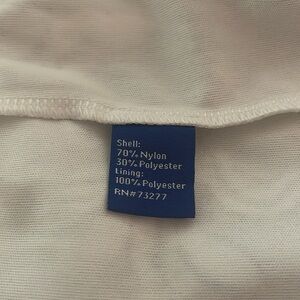 Shell:
70% Nylon
30% Polyester
Lining:
100% Polyester
RN#73277